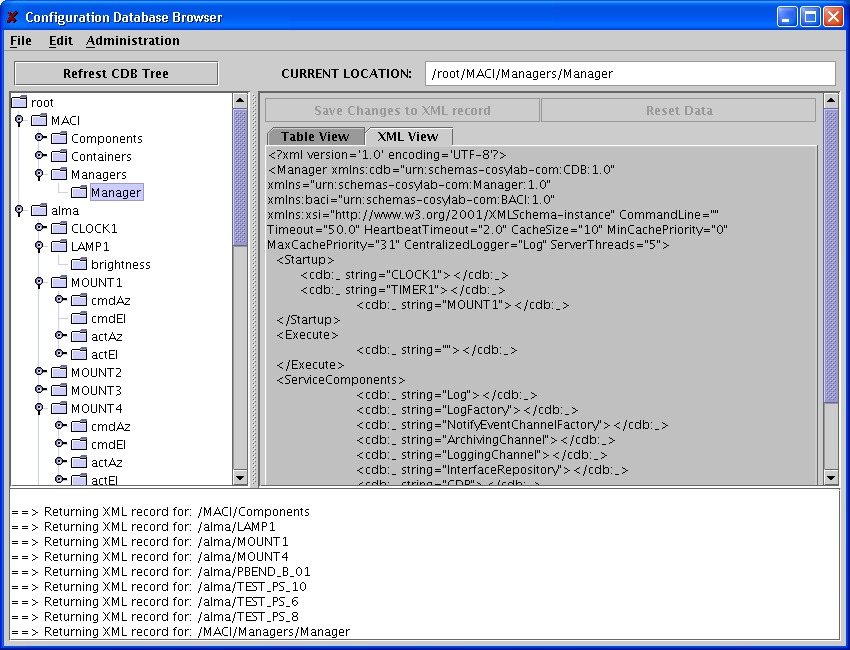 Configuration Database Browser
File Edit Administration
Refrest CDB Tree
CURRENT LOCATION: /root/MACI/Managers/Manager
root
MACI
Components
Containers
Managers
Manager
alma
CLOCK1
LAMP1
brightness
MOUNT1
cmdAz
cmdEl
actAz
actEl
MOUNT2
MOUNT3
MOUNT4
cmdAz
cmdEl
actAz
actEl
Save Changes to XML record Reset Data
Table View XML View
<?xml version='1.0' encoding='UTF-8'?>
<Manager xmlns:cdb="urn:schemas-cosylab-com:CDB:1.0"
xmlns="urn:schemas-cosylab-com:Manager:1.0"
xmlns:baci="urn:schemas-cosylab-com:BACI:1.0"
xmlns:xsi="http://www.w3.org/2001/XMLSchema-instance" CommandLine=""
Timeout="50.0" HeartbeatTimeout="2.0" CacheSize="10" MinCachePriority="0"
MaxCachePriority="31" CentralizedLogger="Log" ServerThreads="5">
<Startup>
<cdb:_ string="CLOCK1"></cdb:_>
<cdb:_ string="TIMER1"></cdb:_>
<cdb:_ string="MOUNT1"></cdb:_>
</Startup>
<Execute>
<cdb:_ string=""></cdb:_>
</Execute>
<ServiceComponents>
<cdb:_ string="Log"></cdb:_>
<cdb:_ string="LogFactory"></cdb:_>
<cdb:_ string="NotifyEventChannelFactory"></cdb:_>
<cdb:_ string="ArchivingChannel"></cdb:_>
<cdb:_ string="LoggingChannel"></cdb:_>
<cdb:_ string="InterfaceRepository"></cdb:_>
<cdb:_ string="CDB"></cdb:_>
==> Returning XML record for: /MACI/Components
==> Returning XML record for: /alma/LAMP1
==> Returning XML record for: /alma/MOUNT1
==> Returning XML record for: /alma/MOUNT4
==> Returning XML record for: /alma/PBEND_B_01
==> Returning XML record for: /alma/TEST_PS_10
==> Returning XML record for: /alma/TEST_PS_6
==> Returning XML record for: /alma/TEST_PS_8
==> Returning XML record for: /MACI/Managers/Manager